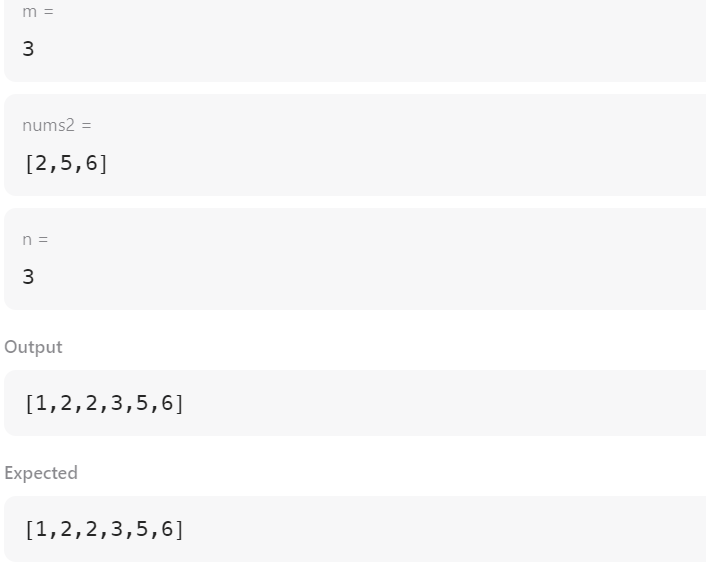 m =
3
nums2 =
[2,5,6]
n =
3
Output
[1,2,2,3,5,6]
Expected
[1,2,2,3,5,6]